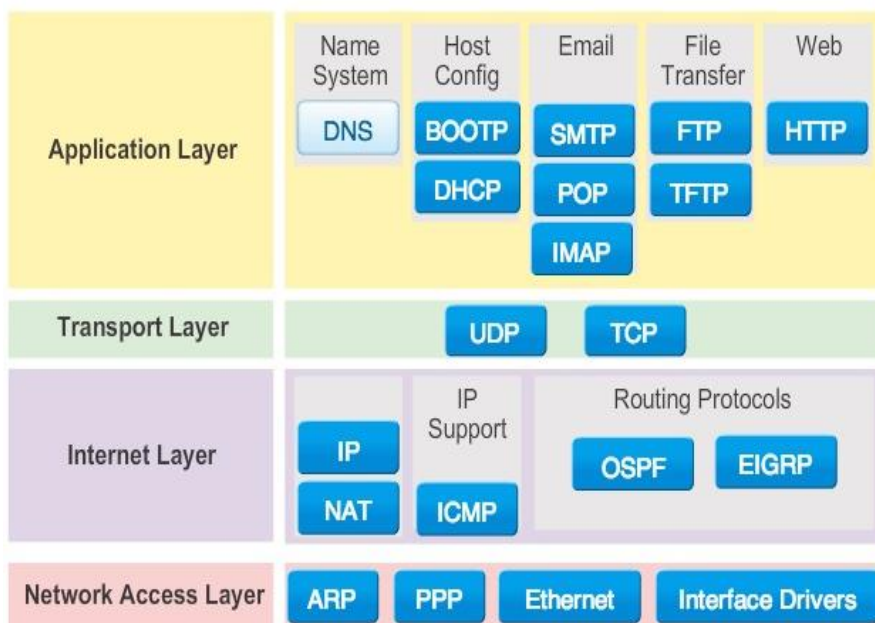 Application Layer
Name
System
DNS
Host
Config
BOOTP
DHCP
Email
SMTP
POP
IMAP
File
Transfer
FTP
TFTP
Web
HTTP
Transport Layer
UDP
TCP
Internet Layer
IP
NAT
IP
Support
ICMP
Routing Protocols
OSPF
EIGRP
Network Access Layer
ARP
PPP
Ethernet
Interface Drivers